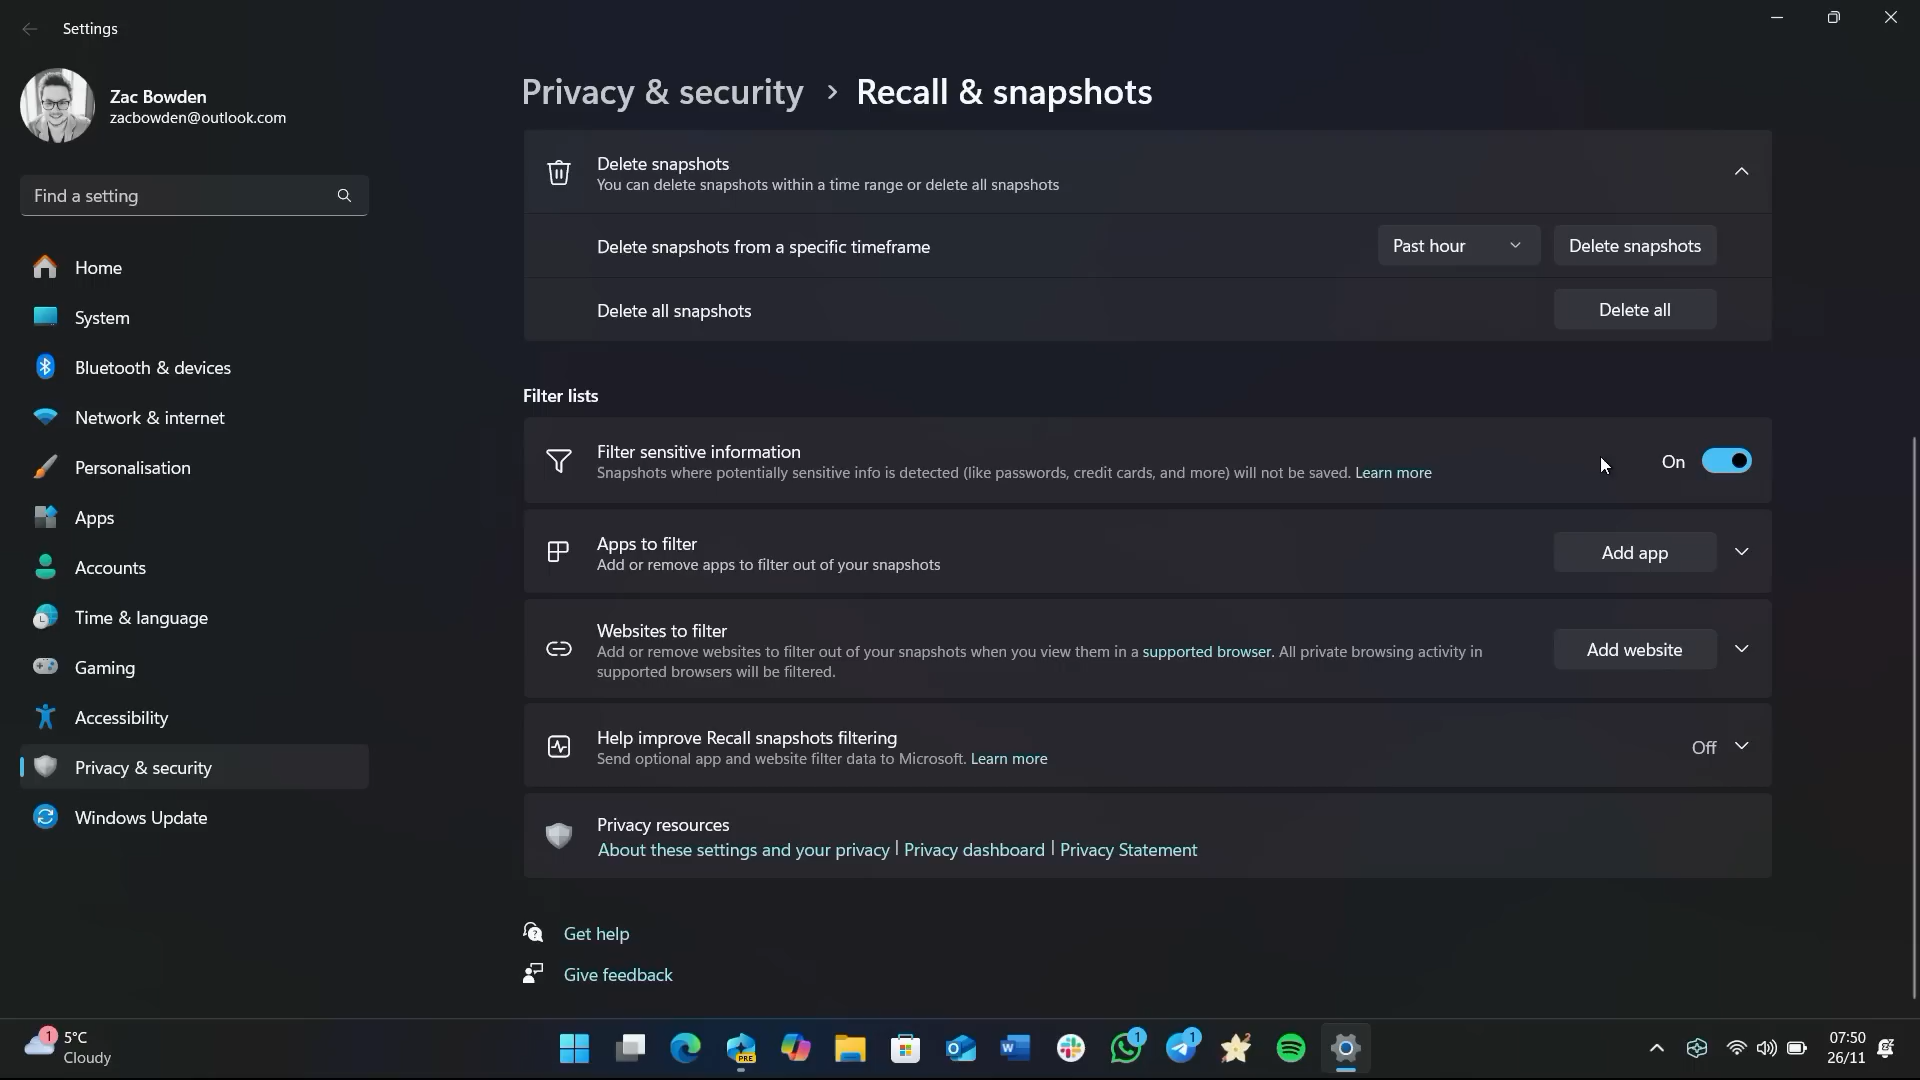 Settings
Zac Bowden
zacbowden@outlook.com
Find a setting
Home
System
Bluetooth & devices
Network & internet
Personalisation
Apps
Accounts
Time & language
Gaming
Accessibility
Privacy & security
Windows Update
Privacy & security > Recall & snapshots
Delete snapshots
You can delete snapshots within a time range or delete all snapshots
Delete snapshots from a specific timeframe
Past hour
Delete snapshots
Delete all snapshots
Delete all
Filter lists
Filter sensitive information
Snapshots where potentially sensitive info is detected (like passwords, credit cards, and more) will not be saved. Learn more
On
Apps to filter
Add or remove apps to filter out of your snapshots
Add app
Websites to filter
Add or remove websites to filter out of your snapshots when you view them in a supported browser. All private browsing activity in
supported browsers will be filtered.
Add website
Help improve Recall snapshots filtering
Send optional app and website filter data to Microsoft. Learn more
Off
Privacy resources
About these settings and your privacy | Privacy dashboard | Privacy Statement
Get help
Give feedback
1
5°C
Cloudy
PRE
O
W
1
1
2
07:50
26/11